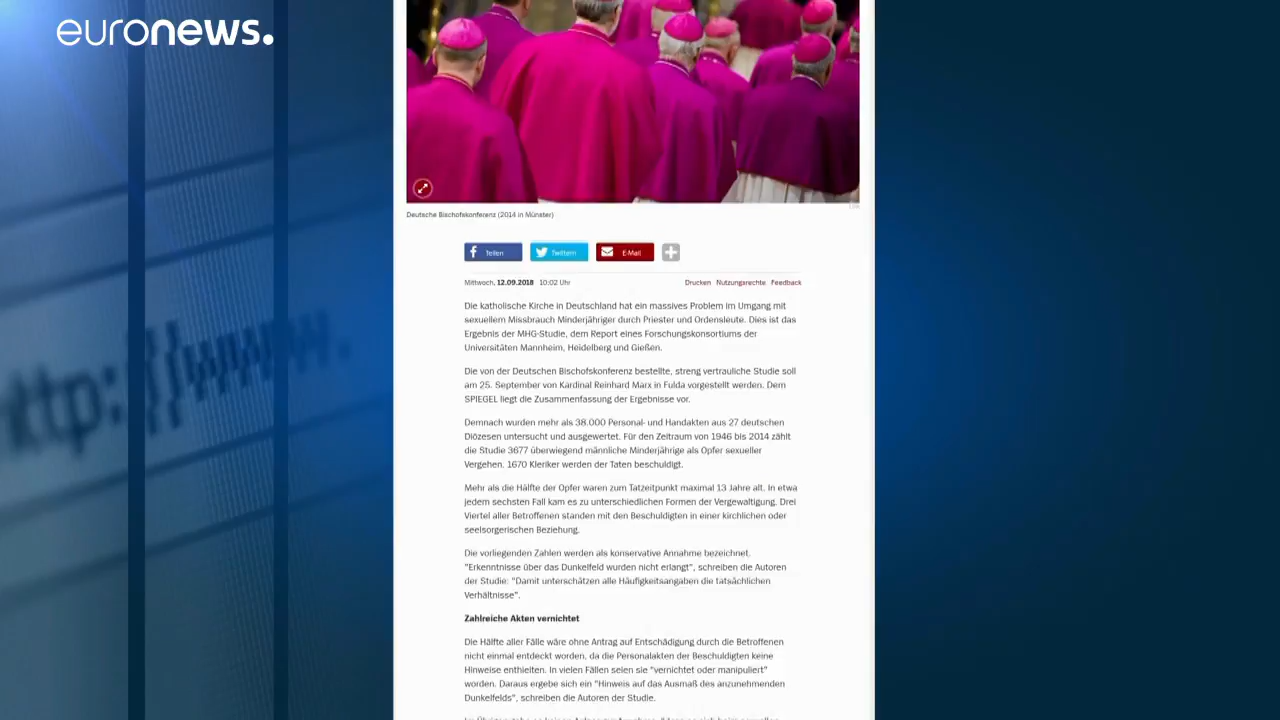 euronews.
Deutsche Bischofskonferenz (2014 in Münster)
Teilen Twittern E-Mail
Mittwoch, 12.09.2018 10:02 Uhr Drucken Nutzungsrechte Feedback
Die katholische Kirche in Deutschland hat ein massives Problem im Umgang mit
sexuellem Missbrauch Minderjähriger durch Priester und Ordensleute. Dies ist das
Ergebnis der MHG-Studie, dem Report eines Forschungskonsortiums der
Universitäten Mannheim, Heidelberg und Gießen.
Die von der Deutschen Bischofskonferenz bestellte, streng vertrauliche Studie soll
am 25. September von Kardinal Reinhard Marx in Fulda vorgestellt werden. Dem
SPIEGEL liegt die Zusammenfassung der Ergebnisse vor.
Demnach wurden mehr als 38.000 Personal- und Handakten aus 27 deutschen
Diözesen untersucht und ausgewertet. Für den Zeitraum von 1946 bis 2014 zählt
die Studie 3677 überwiegend männliche Minderjährige als Opfer sexueller
Vergehen. 1670 Kleriker werden der Taten beschuldigt.
Mehr als die Hälfte der Opfer waren zum Tatzeitpunkt maximal 13 Jahre alt. In etwa
jedem sechsten Fall kam es zu unterschiedlichen Formen der Vergewaltigung. Drei
Viertel aller Betroffenen standen mit den Beschuldigten in einer kirchlichen oder
seelsorgerischen Beziehung.
Die vorliegenden Zahlen werden als konservative Annahme bezeichnet.
"Erkenntnisse über das Dunkelfeld wurden nicht erlangt", schreiben die Autoren
der Studie: "Damit unterschätzen alle Häufigkeitsangaben die tatsächlichen
Verhältnisse".
Zahlreiche Akten vernichtet
Die Hälfte aller Fälle wäre ohne Antrag auf Entschädigung durch die Betroffenen
nicht einmal entdeckt worden, da die Personalakten der Beschuldigten keine
Hinweise enthielten. In vielen Fällen seien sie "vernichtet oder manipuliert"
worden. Daraus ergebe sich ein "Hinweis auf das Ausmaß des anzunehmenden
Dunkelfelds", schreiben die Autoren der Studie.